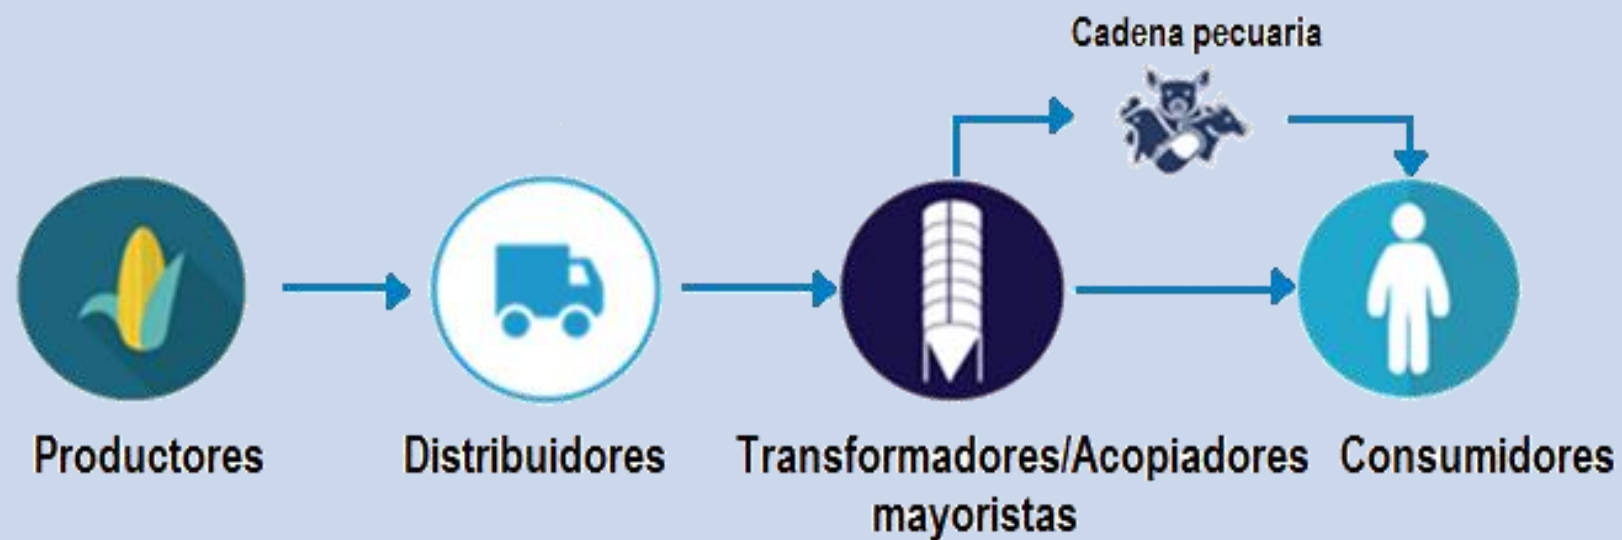 Cadena pecuaria
Productores
Distribuidores
Transformadores/Acopiadores
mayoristas
Consumidores